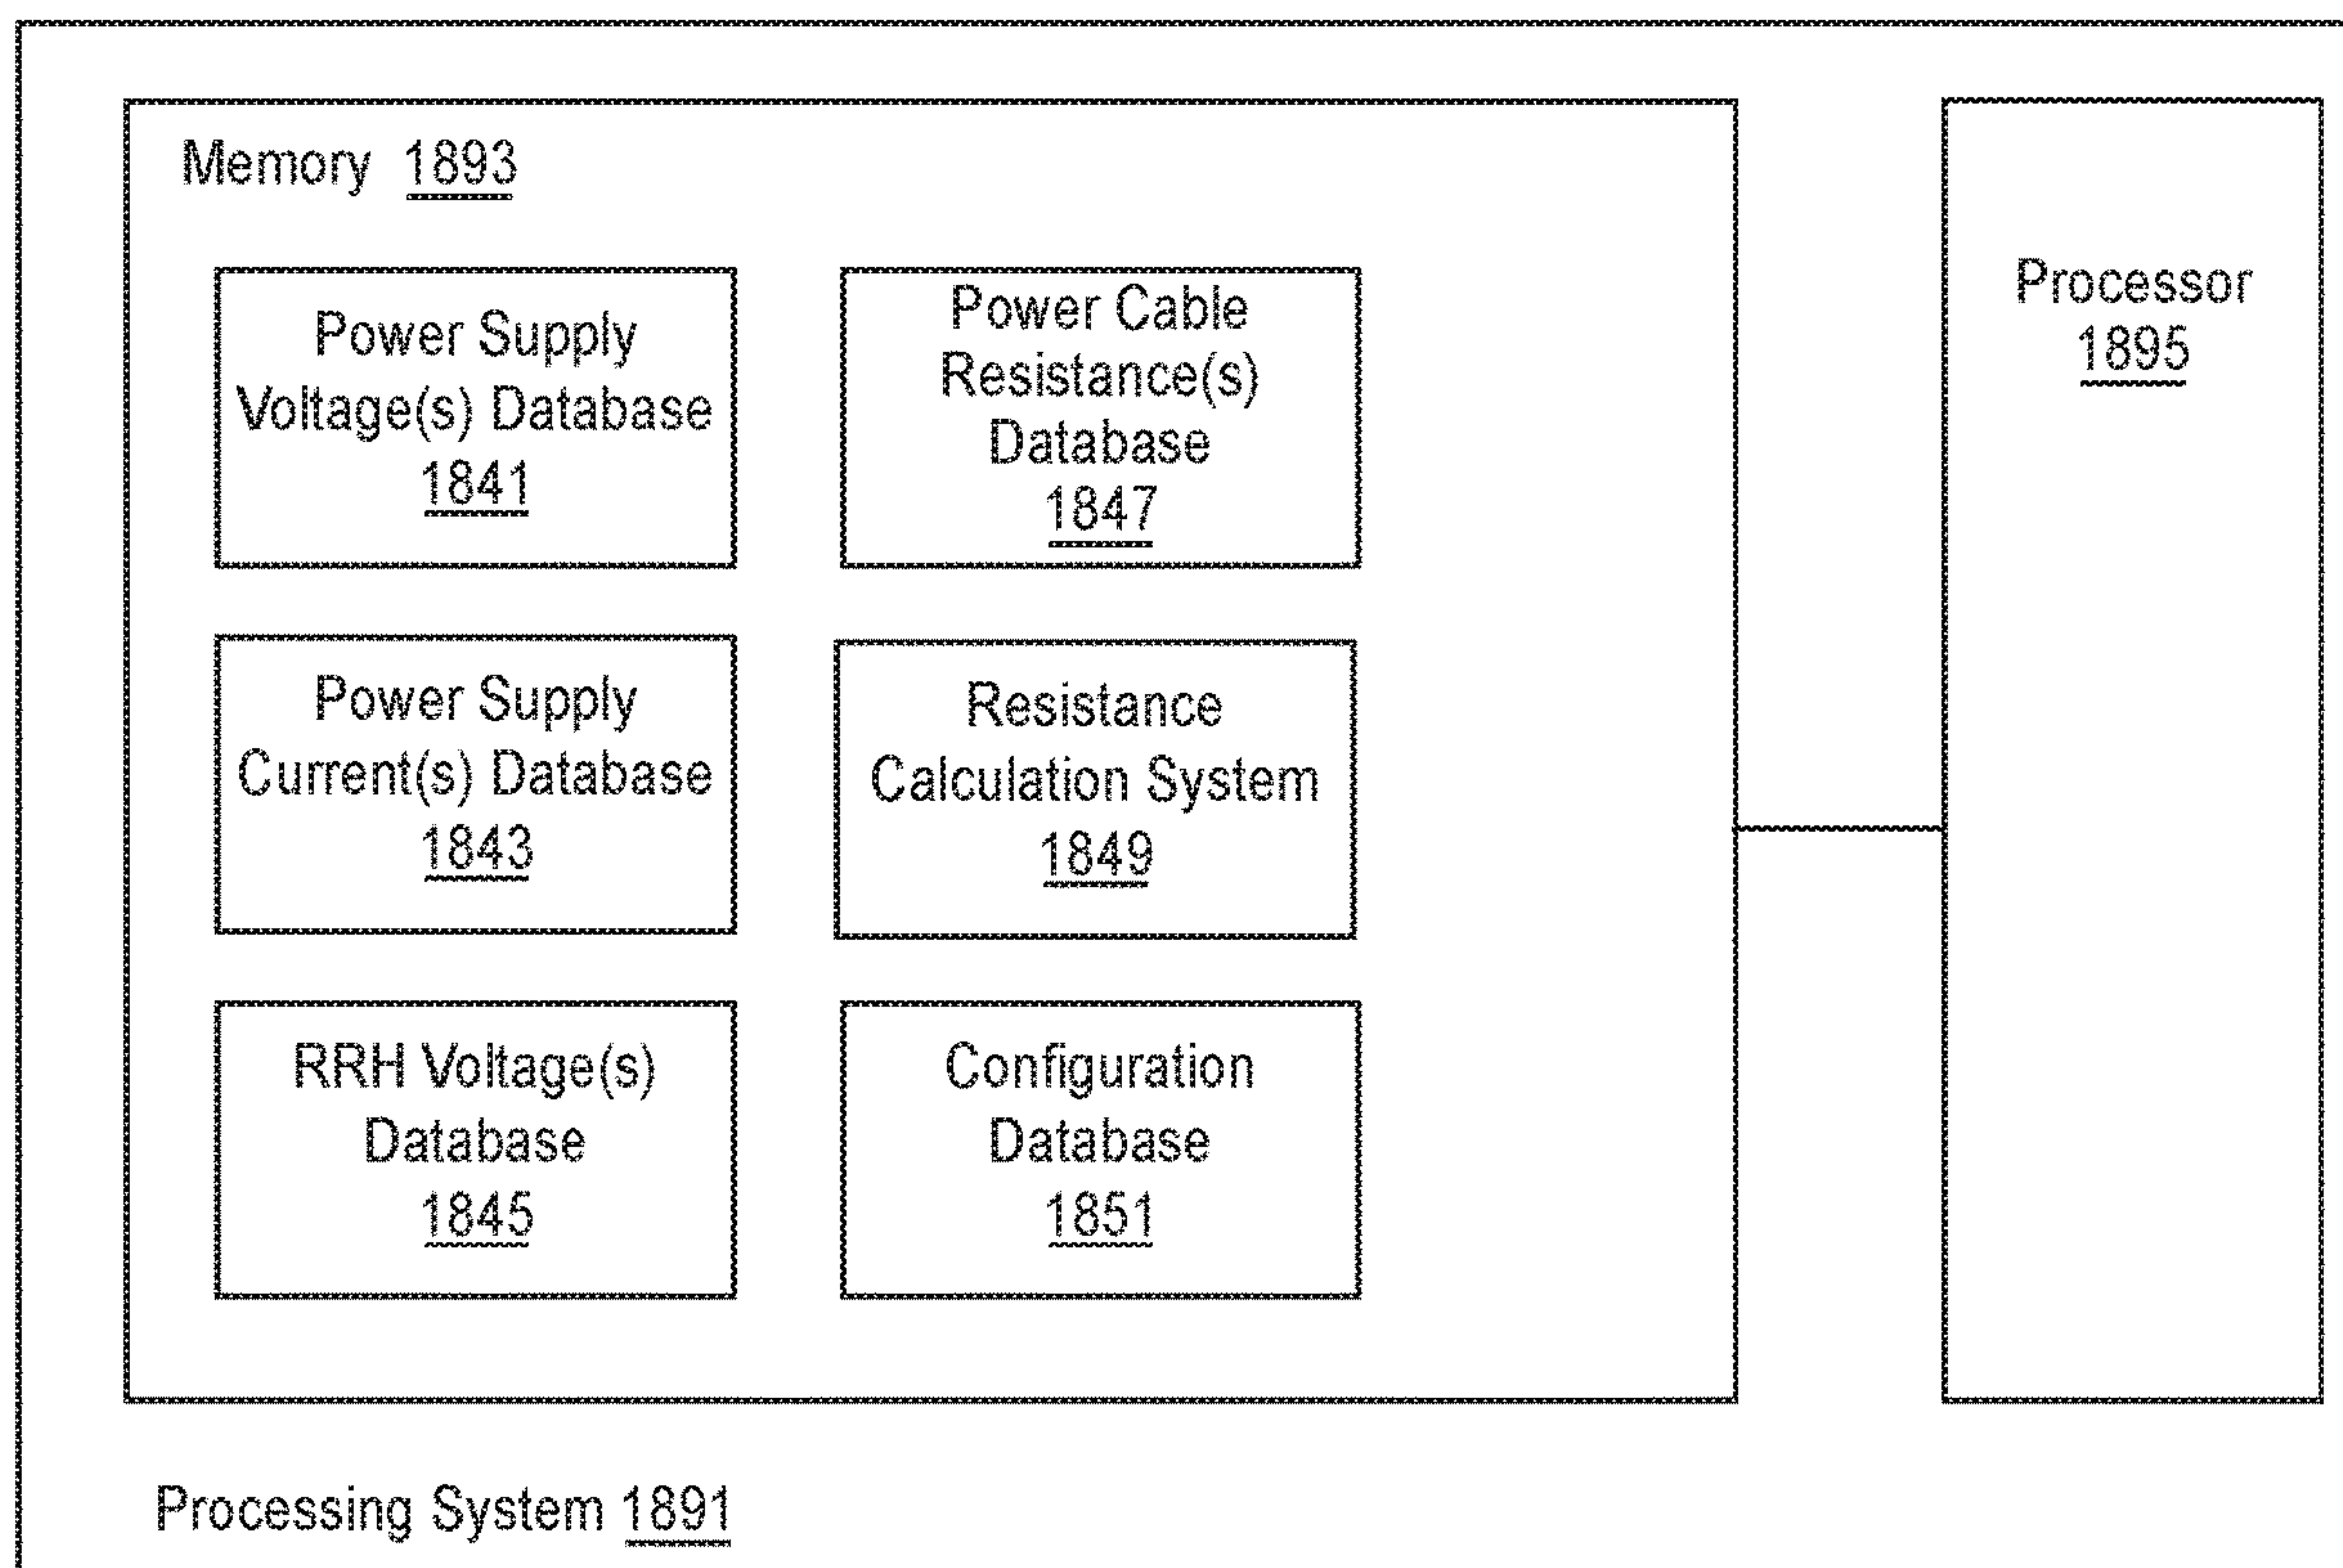 Memory 1893
Power Supply
Voltage(s) Database
1841
Power Cable
Resistance(s)
Database
1847
Power Supply
Current(s) Database
1843
Resistance
Calculation System
1849
RRH Voltage(s)
Database
1845
Configuration
Database
1851
Processor
1895
Processing System 1891